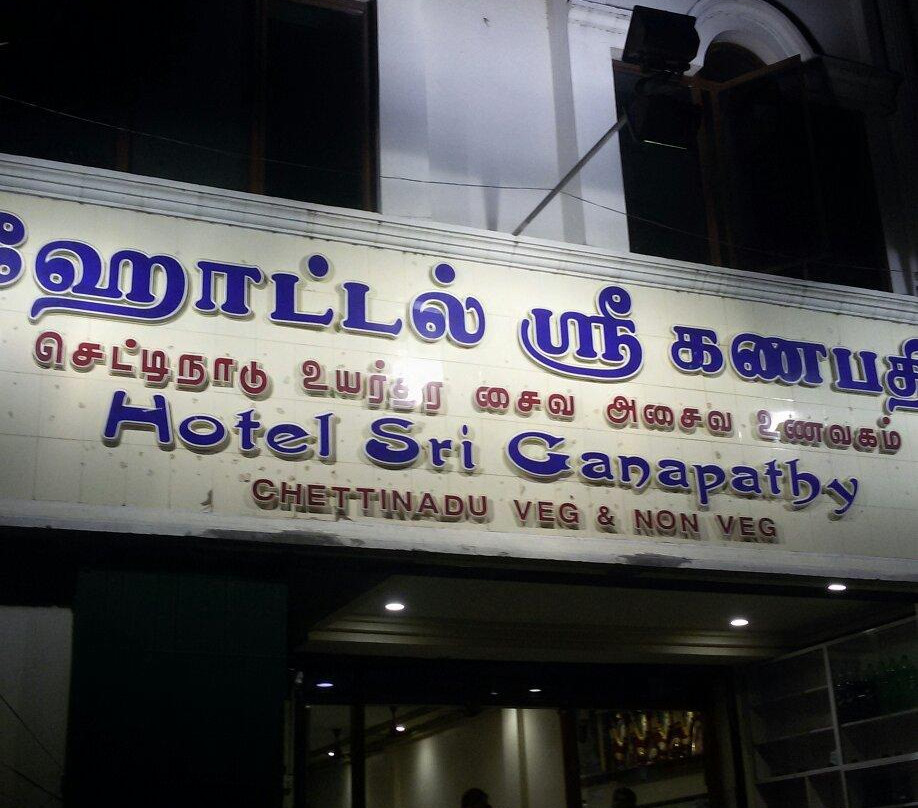 ஹோட்டல் ஸ்ரீ கணபதி
செட்டிநாடு உயர்தர சைவ அசைவ உணவகம்
Hotel Sri Ganapathy
CHETTINADU VEG & NON VEG